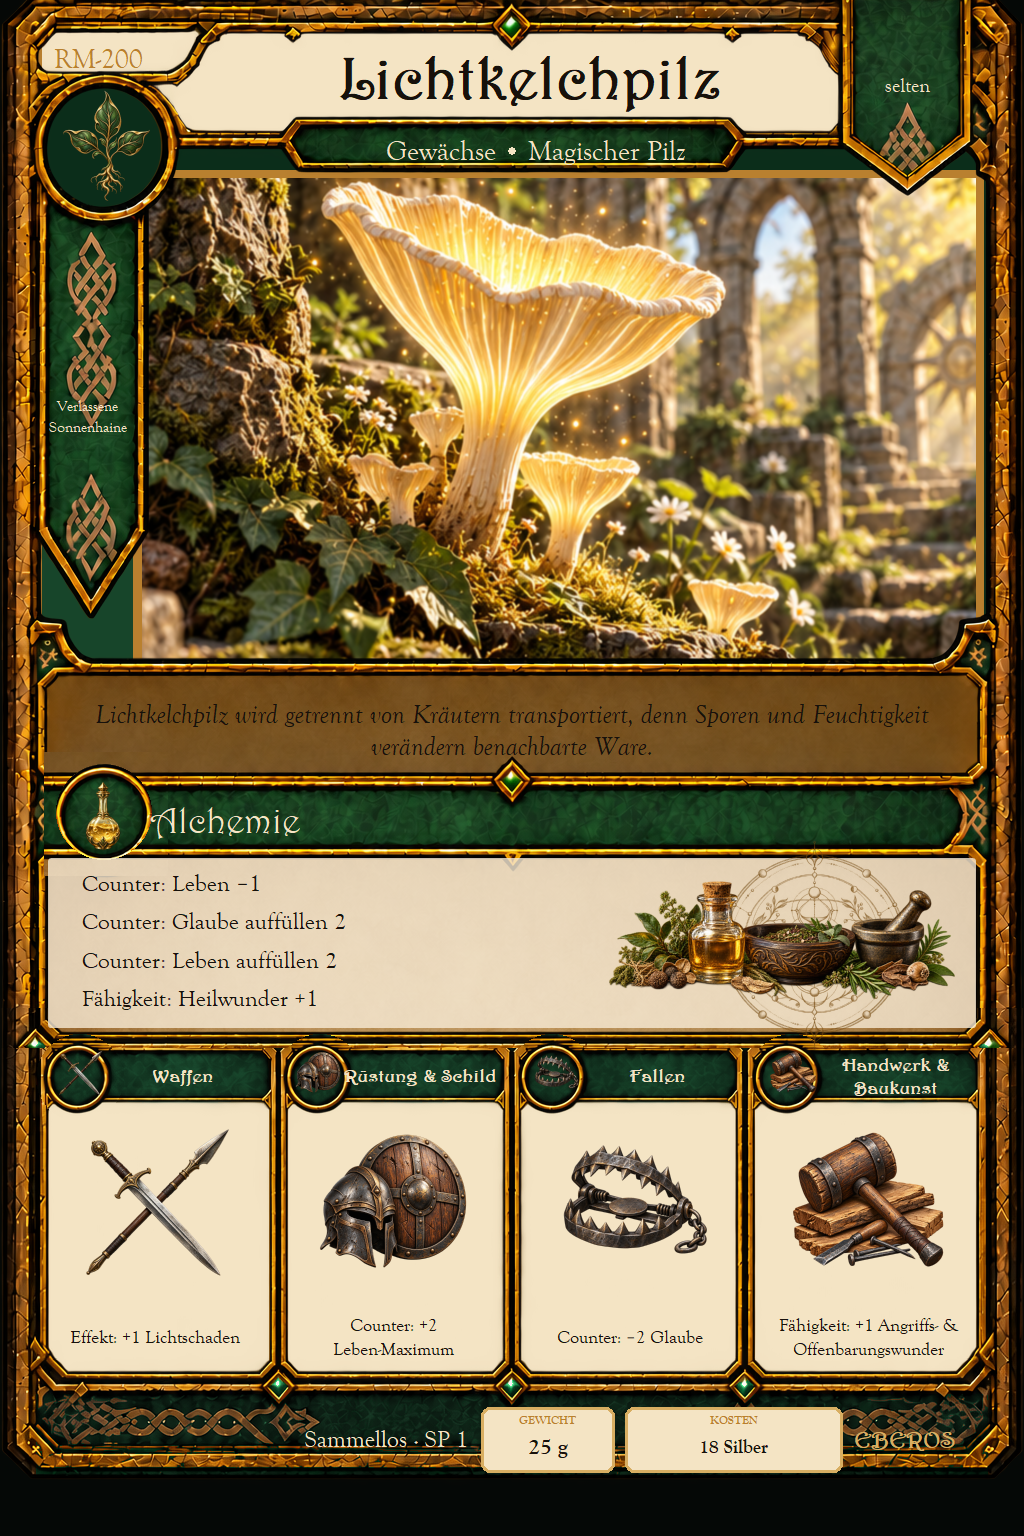 RM-200
Lichtkelchpilz
selten
Gewächse • Magischer Pilz
Verlassene
Sonnenhaine
Lichtkelchpilz wird getrennt von Kräutern transportiert, denn Sporen und Feuchtigkeit
verändern benachbarte Ware.
Alchemie
Counter: Leben −1
Counter: Glaube auffüllen 2
Counter: Leben auffüllen 2
Fähigkeit: Heilwunder +1
Waffen
Rüstung & Schild
Fallen
Handwerk &
Baukunst
Effekt: +1 Lichtschaden
Counter: +2
Leben-Maximum
Counter: −2 Glaube
Fähigkeit: +1 Angriffs- &
Offenbarungswunder
Sammellos · SP 1
GEWICHT
25 g
KOSTEN
18 Silber
EBEROS